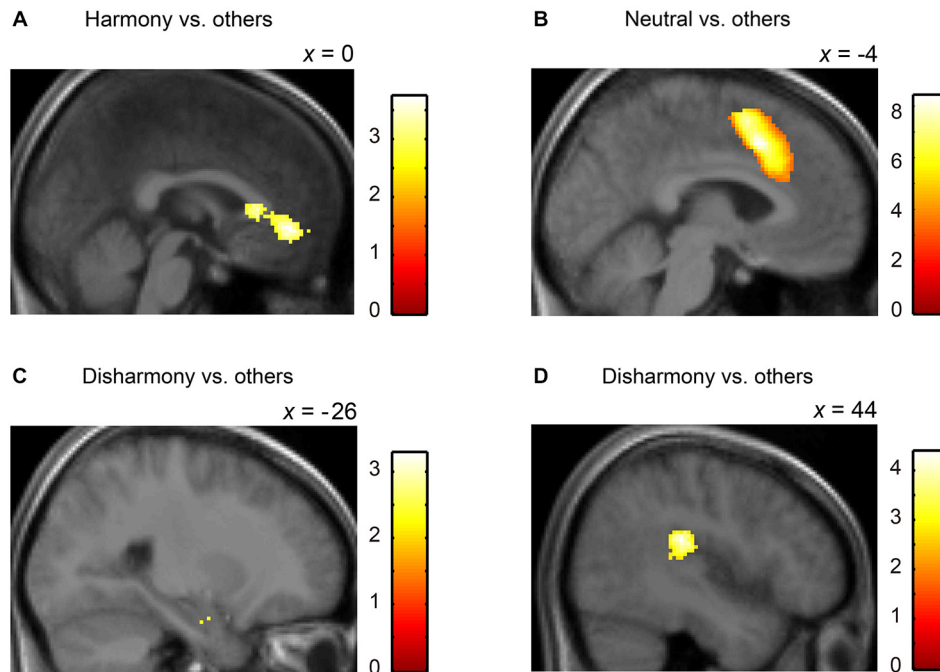 A Harmony vs. others
x = 0
3
2
1
0
B Neutral vs. others
x = -4
8
6
4
2
0
C Disharmony vs. others
x = -26
3
2
1
0
D Disharmony vs. others
x = 44
4
3
2
1
0